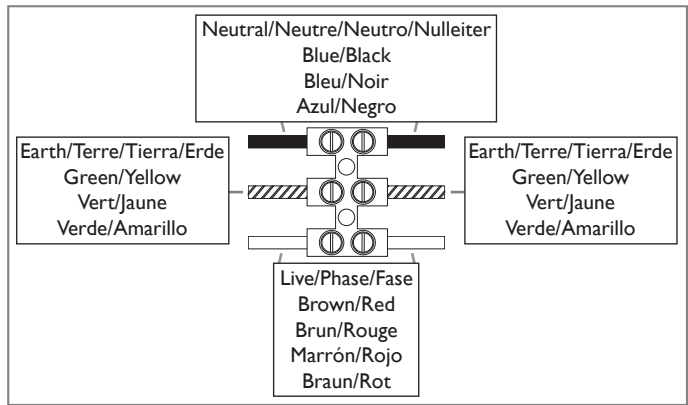 Neutral/Neutre/Neutro/Nulleiter
Blue/Black
Bleu/Noir
Azul/Negro
Earth/Terre/Tierra/Erde
Green/Yellow
Vert/Jaune
Verde/Amarillo
Earth/Terre/Tierra/Erde
Green/Yellow
Vert/Jaune
Verde/Amarillo
Live/Phase/Fase
Brown/Red
Brun/Rouge
Marrón/Rojo
Braun/Rot